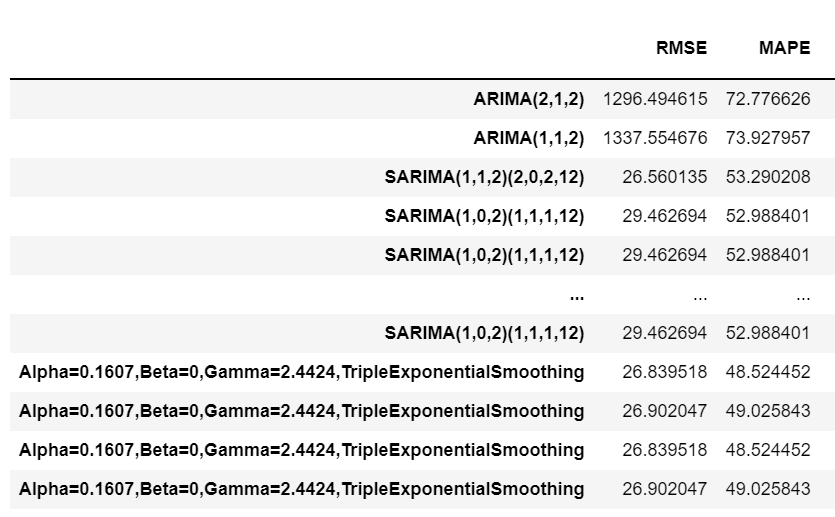 RMSE MAPE
ARIMA(2,1,2) 1296.494615 72.776626
ARIMA(1,1,2) 1337.554676 73.927957
SARIMA(1,1,2)(2,0,2,12) 26.560135 53.290208
SARIMA(1,0,2)(1,1,1,12) 29.462694 52.988401
SARIMA(1,0,2)(1,1,1,12) 29.462694 52.988401
... ... ...
SARIMA(1,0,2)(1,1,1,12) 29.462694 52.988401
Alpha=0.1607,Beta=0,Gamma=2.4424,TripleExponentialSmoothing 26.839518 48.524452
Alpha=0.1607,Beta=0,Gamma=2.4424,TripleExponentialSmoothing 26.902047 49.025843
Alpha=0.1607,Beta=0,Gamma=2.4424,TripleExponentialSmoothing 26.839518 48.524452
Alpha=0.1607,Beta=0,Gamma=2.4424,TripleExponentialSmoothing 26.902047 49.025843